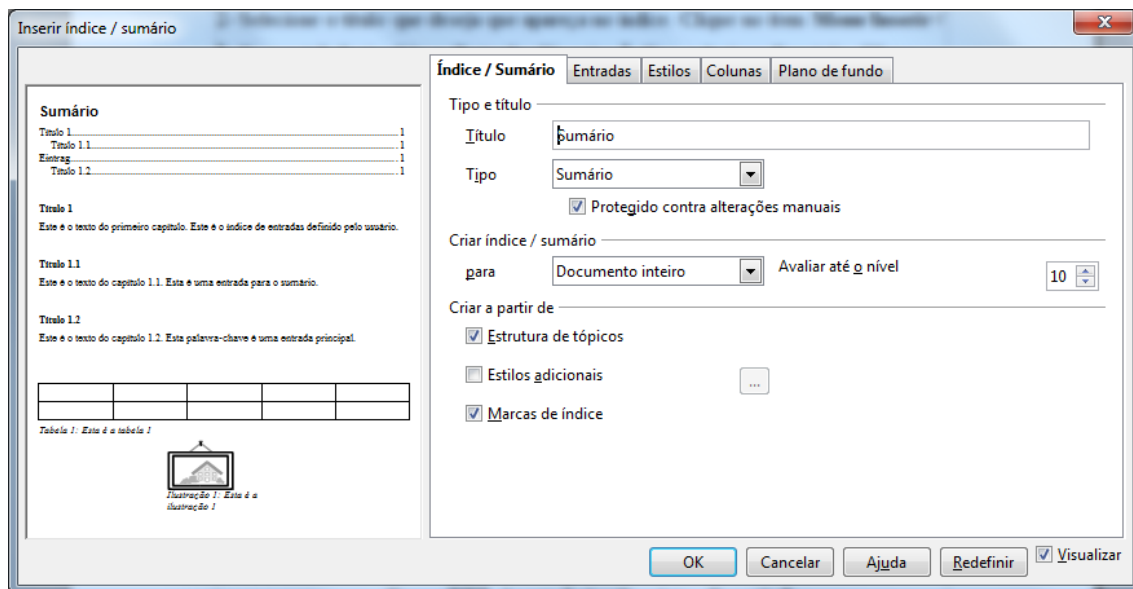 Inserir índice / sumário
Sumário
Título 1 1
Título 1.1 1
Eintrag 1
Título 1.2 1
Título 1
Este é o texto do primeiro capítulo. Este é o índice de entradas definido pelo usuário.
Título 1.1
Este é o texto do capítulo 1.1. Esta é uma entrada para o sumário.
Título 1.2
Este é o texto do capítulo 1.2. Esta palavra-chave é uma entrada principal.
Tabela 1: Esta é a tabela 1
Ilustração 1: Esta é a
ilustração 1
Índice / Sumário Entradas Estilos Colunas Plano de fundo
Tipo e título
Título Sumário
Tipo Sumário
Protegido contra alterações manuais
Criar índice / sumário
para Documento inteiro Avaliar até o nível 10
Criar a partir de
Estrutura de tópicos
Estilos adicionais ...
Marcas de índice
OK Cancelar Ajuda Redefinir Visualizar